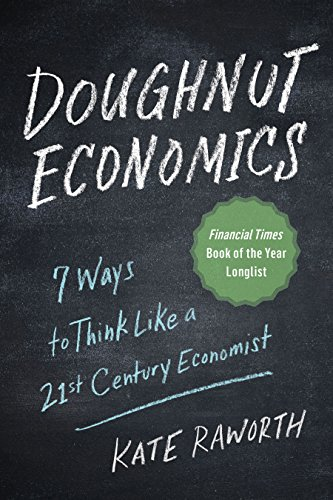 DOUGHNUT
ECONOMICS
Financial Times
Book of the Year
Longlist
7 Ways
to Think Like a
21st Century Economist
KATE RAWORTH